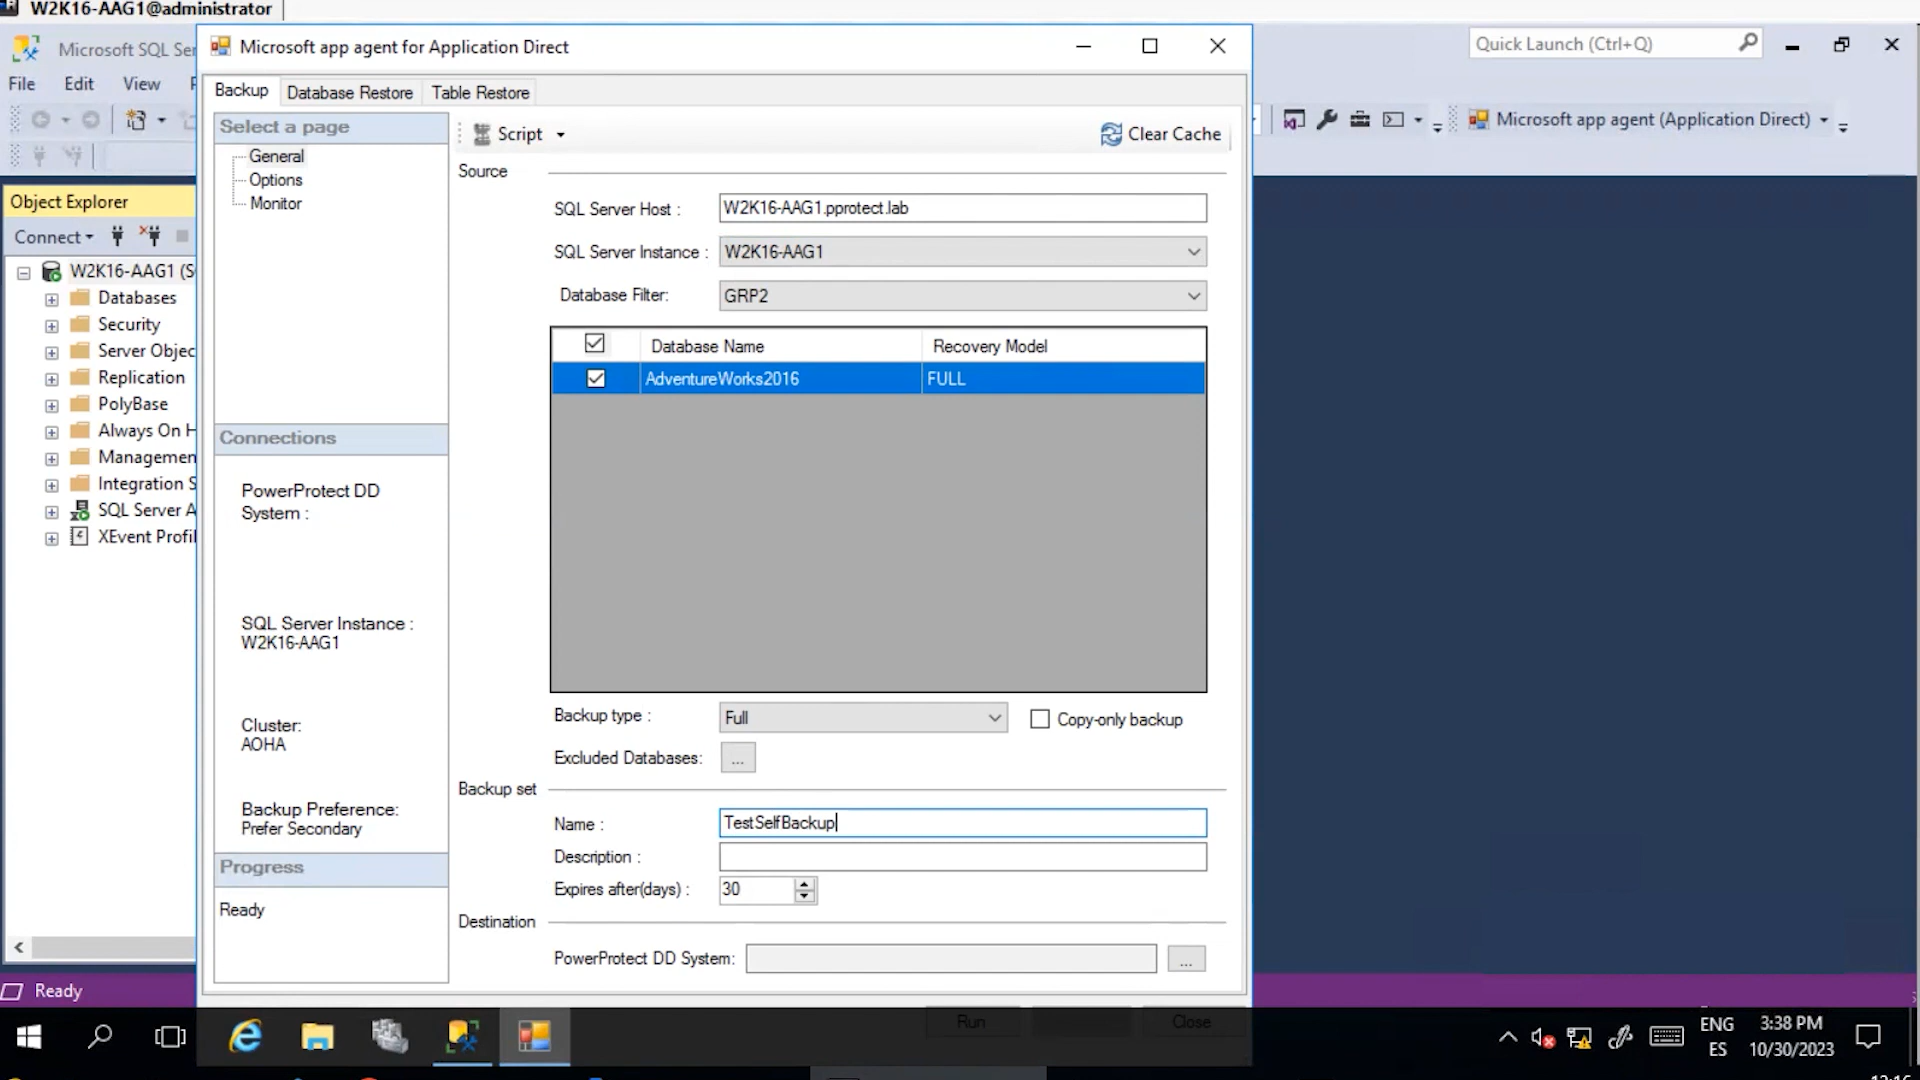 W2K16-AAG1@administrator
Microsoft SQL Ser
Microsoft app agent for Application Direct
Quick Launch (Ctrl+Q)
File Edit View
Backup Database Restore Table Restore
Microsoft app agent (Application Direct)
Select a page
General
Options
Monitor
Script
Clear Cache
Source
SQL Server Host : W2K16-AAG1.pprotect.lab
SQL Server Instance : W2K16-AAG1
Database Filter: GRP2
Database Name Recovery Model
AdventureWorks2016 FULL
Object Explorer
Connect
W2K16-AAG1 (S
Databases
Security
Server Objec
Replication
PolyBase
Always On H
Managemen
Integration S
SQL Server A
XEvent Profil
Connections
PowerProtect DD
System :
SQL Server Instance :
W2K16-AAG1
Cluster:
AOHA
Backup Preference:
Prefer Secondary
Progress
Ready
Backup type : Full Copy-only backup
Excluded Databases: ...
Backup set
Name : TestSelfBackup
Description :
Expires after(days) : 30
Destination
PowerProtect DD System: ...
Ready
Run Close
ENG
ES
3:38 PM
10/30/2023